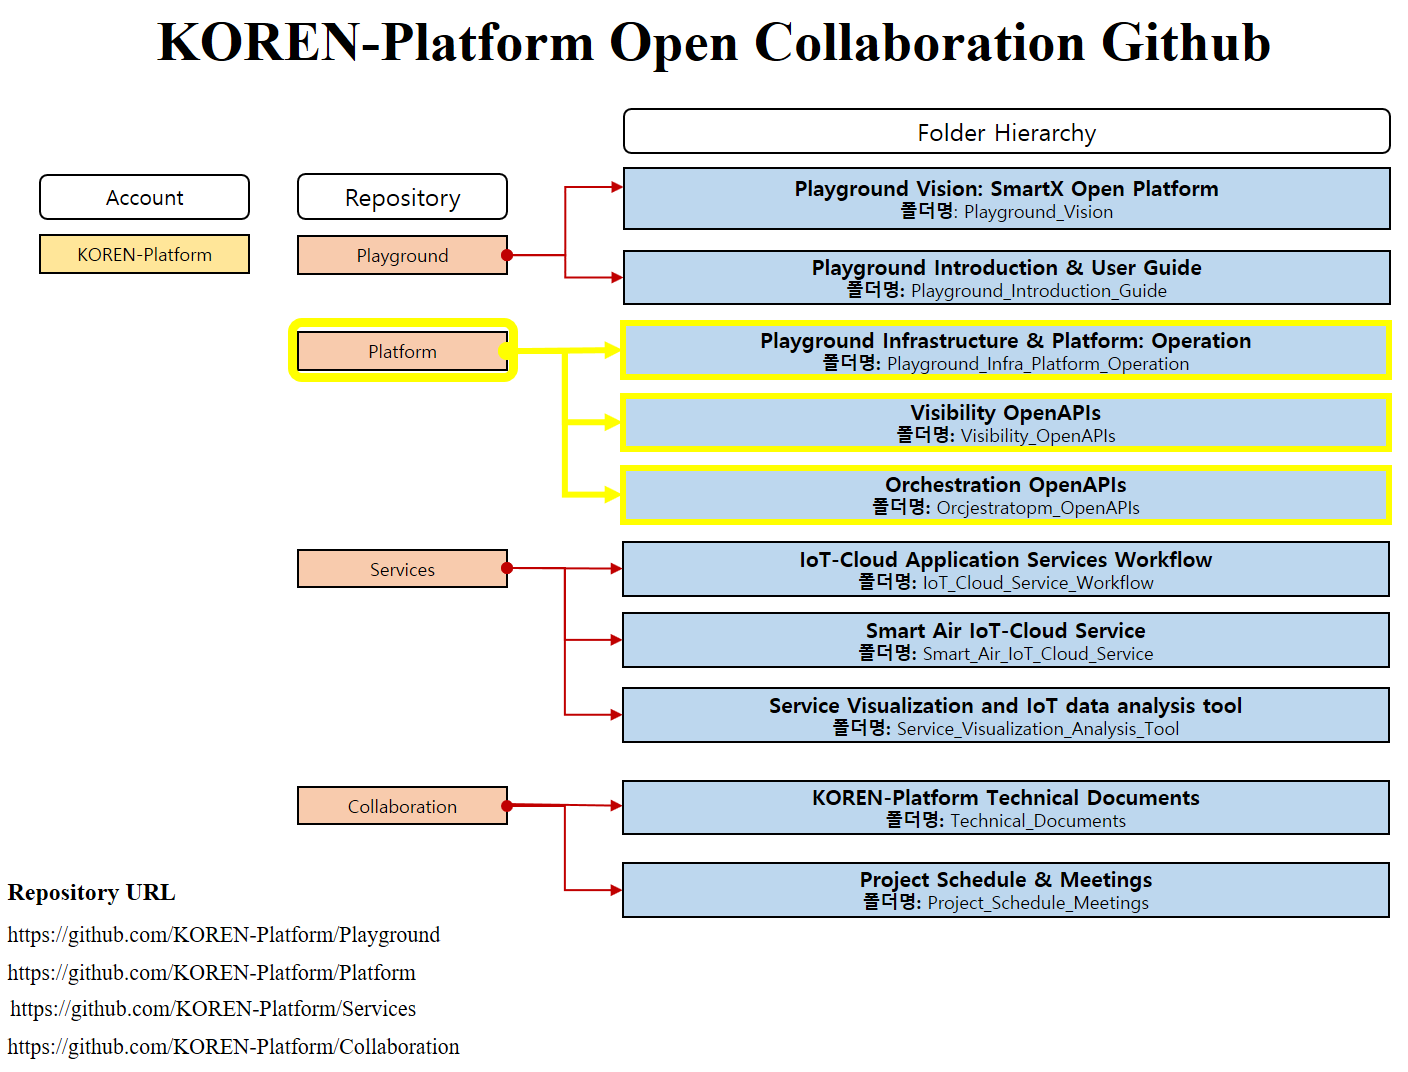 KOREN-Platform Open Collaboration Github
Folder Hierarchy
Account
Repository
KOREN-Platform
Playground
Playground Vision: SmartX Open Platform
폴더명: Playground_Vision
Playground Introduction & User Guide
폴더명: Playground_Introduction_Guide
Platform
Playground Infrastructure & Platform: Operation
폴더명: Playground_Infra_Platform_Operation
Visibility OpenAPIs
폴더명: Visibility_OpenAPIs
Orchestration OpenAPIs
폴더명: Orcjestratopm_OpenAPIs
Services
IoT-Cloud Application Services Workflow
폴더명: IoT_Cloud_Service_Workflow
Smart Air IoT-Cloud Service
폴더명: Smart_Air_IoT_Cloud_Service
Service Visualization and IoT data analysis tool
폴더명: Service_Visualization_Analysis_Tool
Collaboration
KOREN-Platform Technical Documents
폴더명: Technical_Documents
Project Schedule & Meetings
폴더명: Project_Schedule_Meetings
Repository URL
https://github.com/KOREN-Platform/Playground
https://github.com/KOREN-Platform/Platform
https://github.com/KOREN-Platform/Services
https://github.com/KOREN-Platform/Collaboration